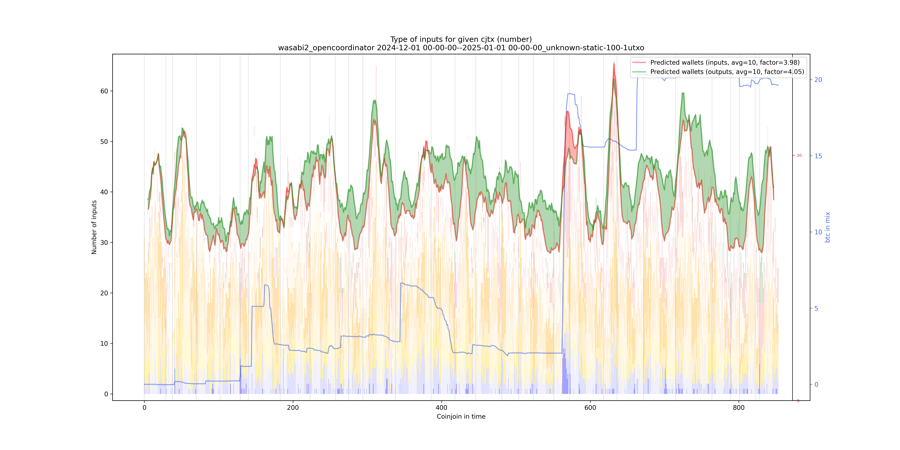 Type of inputs for given cjtx (number)
wasabi2_opencoordinator 2024-12-01 00-00-00--2025-01-01 00-00-00_unknown-static-100-1utxo
Predicted wallets (inputs, avg=10, factor=3.98)
Predicted wallets (outputs, avg=10, factor=4.05)
Number of inputs
60
50
40
30
20
10
0
0
200
400
600
800
Coinjoin in time
20
15
10
5
0
btc in mix